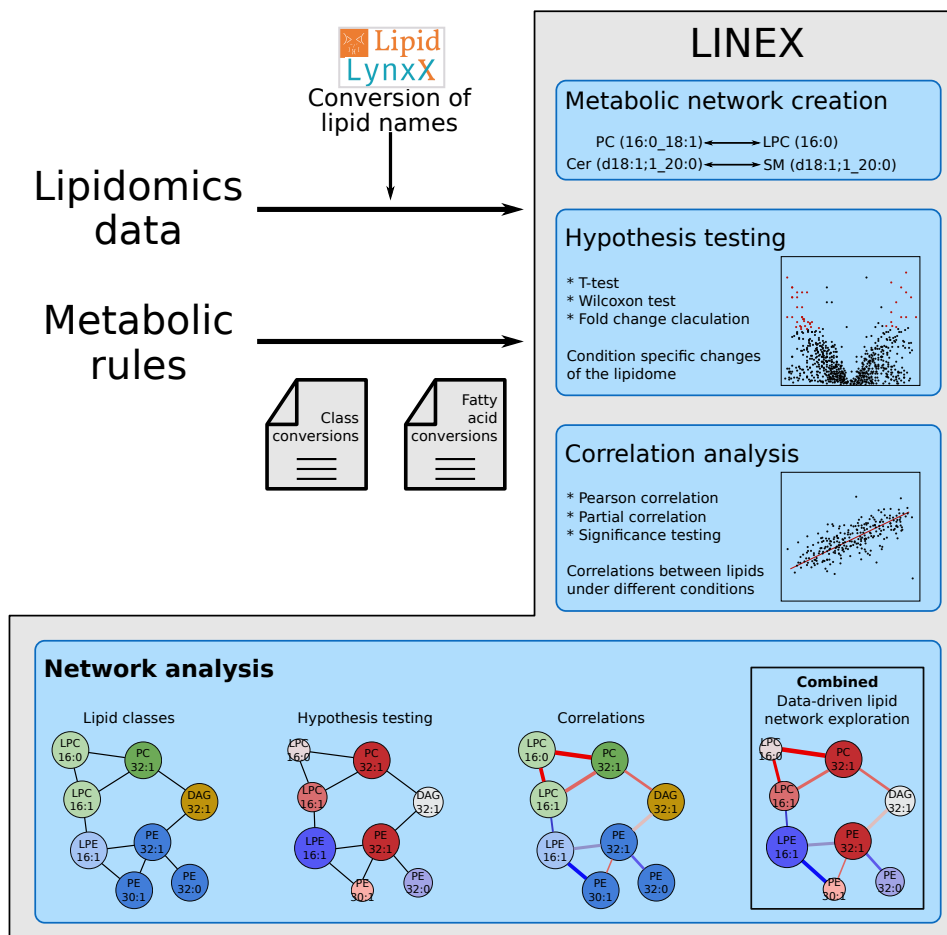 Lipid
LynxX
Conversion of
lipid names
Lipidomics
data
Metabolic
rules
Class
conversions
Fatty
acid
conversions
LINEX
Metabolic network creation
PC (16:0_18:1) LPC (16:0)
Cer (d18:1;1_20:0) SM (d18:1;1_20:0)
Hypothesis testing
* T-test
* Wilcoxon test
* Fold change claculation
Condition specific changes
of the lipidome
Correlation analysis
* Pearson correlation
* Partial correlation
* Significance testing
Correlations between lipids
under different conditions
Network analysis
Lipid classes
LPC
16:0
PC
32:1
LPC
16:1
DAG
32:1
LPE
16:1
PE
32:1
PE
30:1
PE
32:0
Hypothesis testing
LPC
16:0
PC
32:1
LPC
16:1
DAG
32:1
LPE
16:1
PE
32:1
PE
30:1
PE
32:0
Correlations
LPC
16:0
PC
32:1
LPC
16:1
DAG
32:1
LPE
16:1
PE
32:1
PE
30:1
PE
32:0
Combined
Data-driven lipid
network exploration
LPC
16:0
PC
32:1
LPC
16:1
DAG
32:1
LPE
16:1
PE
32:1
PE
30:1
PE
32:0